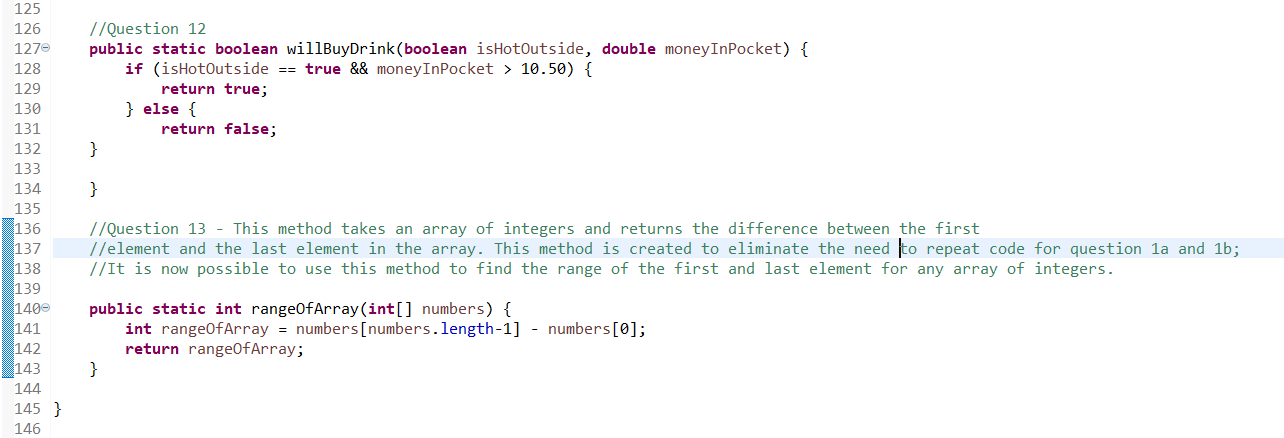 125
126 //Question 12
127 public static boolean willBuyDrink(boolean isHotOutside, double moneyInPocket) {
128 if (isHotOutside == true && moneyInPocket > 10.50) {
129 return true;
130 } else {
131 return false;
132 }
133
134 }
135
136 //Question 13 - This method takes an array of integers and returns the difference between the first
137 //element and the last element in the array. This method is created to eliminate the need to repeat code for question 1a and 1b;
138 //It is now possible to use this method to find the range of the first and last element for any array of integers.
139
140 public static int rangeOfArray(int[] numbers) {
141 int rangeOfArray = numbers[numbers.length-1] - numbers[0];
142 return rangeOfArray;
143 }
144
145 }
146